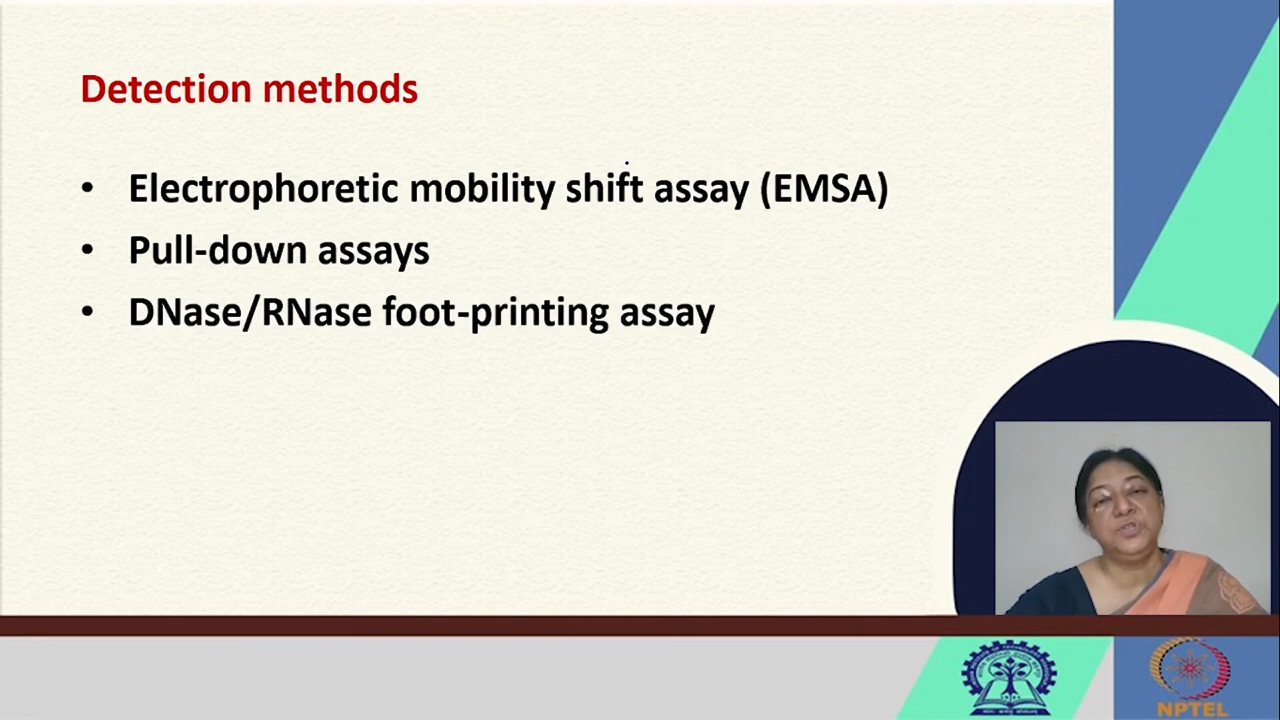 Detection methods
• Electrophoretic mobility shift assay (EMSA)
• Pull-down assays
• DNase/RNase foot-printing assay
NPTEL